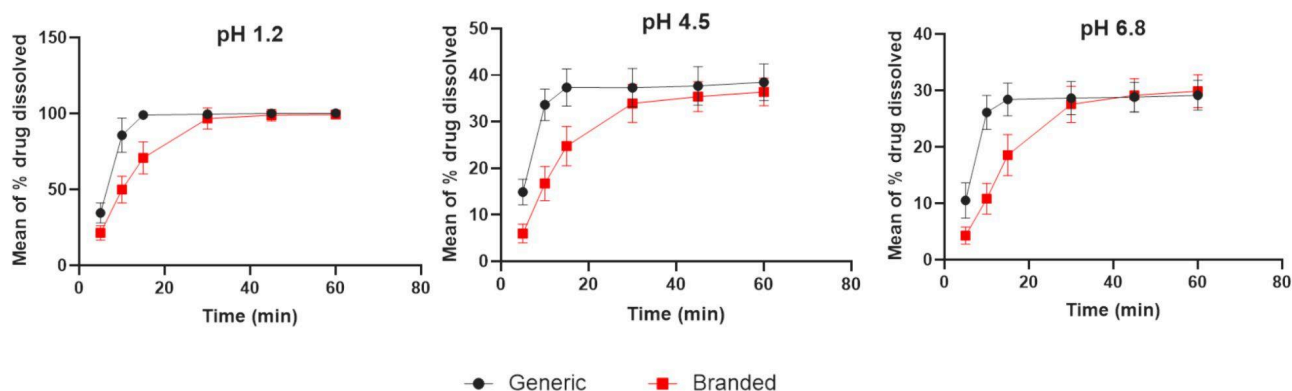 pH 1.2
Mean of % drug dissolved
150
100
50
0
0 20 40 60 80
Time (min)
pH 4.5
Mean of % drug dissolved
50
40
30
20
10
0
0 20 40 60 80
Time (min)
pH 6.8
Mean of % drug dissolved
40
30
20
10
0
0 20 40 60 80
Time (min)
Generic Branded